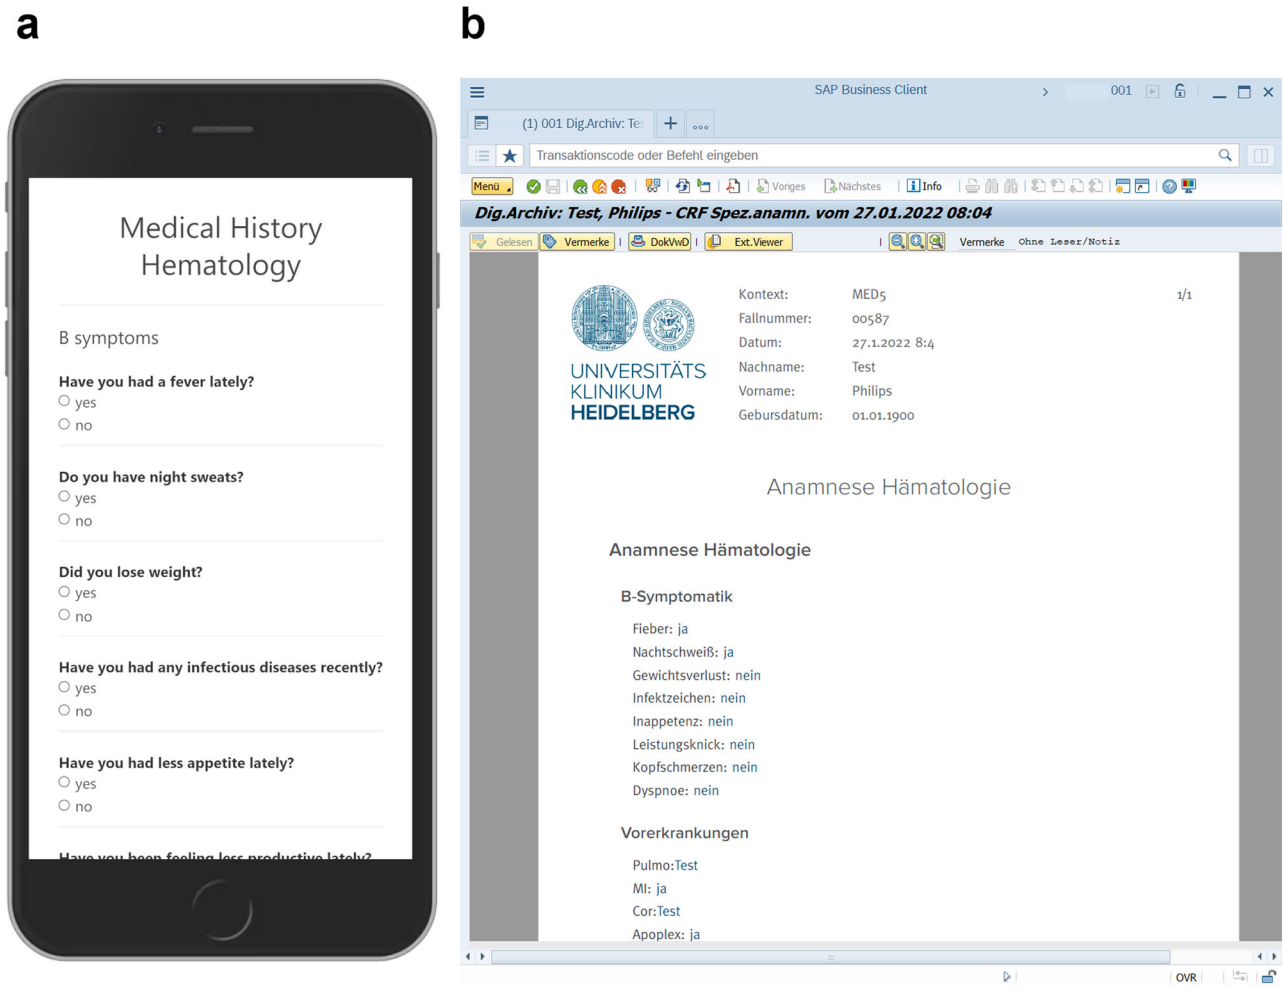 a
Medical History
Hematology
B symptoms
Have you had a fever lately?
yes
no
Do you have night sweats?
yes
no
Did you lose weight?
yes
no
Have you had any infectious diseases recently?
yes
no
Have you had less appetite lately?
yes
no
Have you been feeling less productive lately?
b
SAP Business Client
001
(1) 001 Dig.Archiv: Te
Transaktionscode oder Befehl eingeben
Menü
Voriges
Nächstes
Info
Dig.Archiv: Test, Philips - CRF Spez.anamn. vom 27.01.2022 08:04
Gelesen
Vermerke
DokVwD
Ext.Viewer
Vermerke
Ohne Leser/Notiz
UNIVERSITÄTS
KLINIKUM
HEIDELBERG
Kontext: MED5
1/1
Fallnummer: 00587
Datum: 27.1.2022 8:4
Nachname: Test
Vorname: Philips
Gebursdatum: 01.01.1900
Anamnese Hämatologie
Anamnese Hämatologie
B-Symptomatik
Fieber: ja
Nachtschweiß: ja
Gewichtsverlust: nein
Infektzeichen: nein
Inappetenz: nein
Leistungsknick: nein
Kopfschmerzen: nein
Dyspnoe: nein
Vorerkrankungen
Pulmo:Test
MI: ja
Cor:Test
Apoplex: ja
OVR